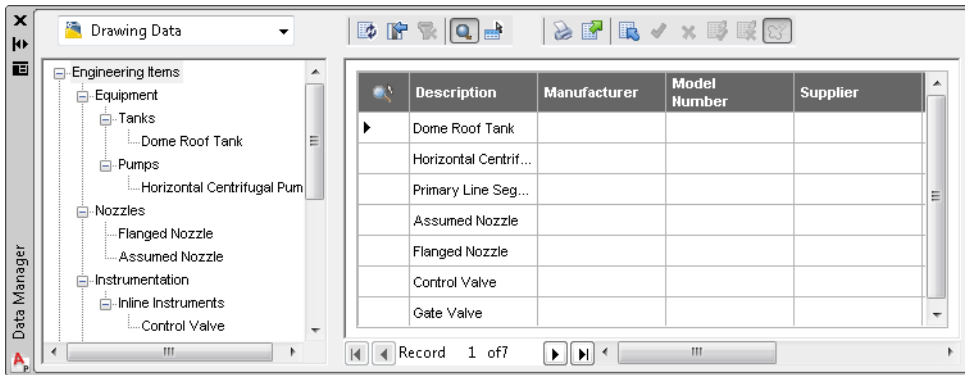 Drawing Data
Engineering Items
Equipment
Tanks
Dome Roof Tank
Pumps
Horizontal Centrifugal Pum
Nozzles
Flanged Nozzle
Assumed Nozzle
Instrumentation
Inline Instruments
Control Valve
Description Manufacturer Model Number Supplier
Dome Roof Tank
Horizontal Centrif...
Primary Line Seg...
Assumed Nozzle
Flanged Nozzle
Control Valve
Gate Valve
Record 1 of7
Data Manager